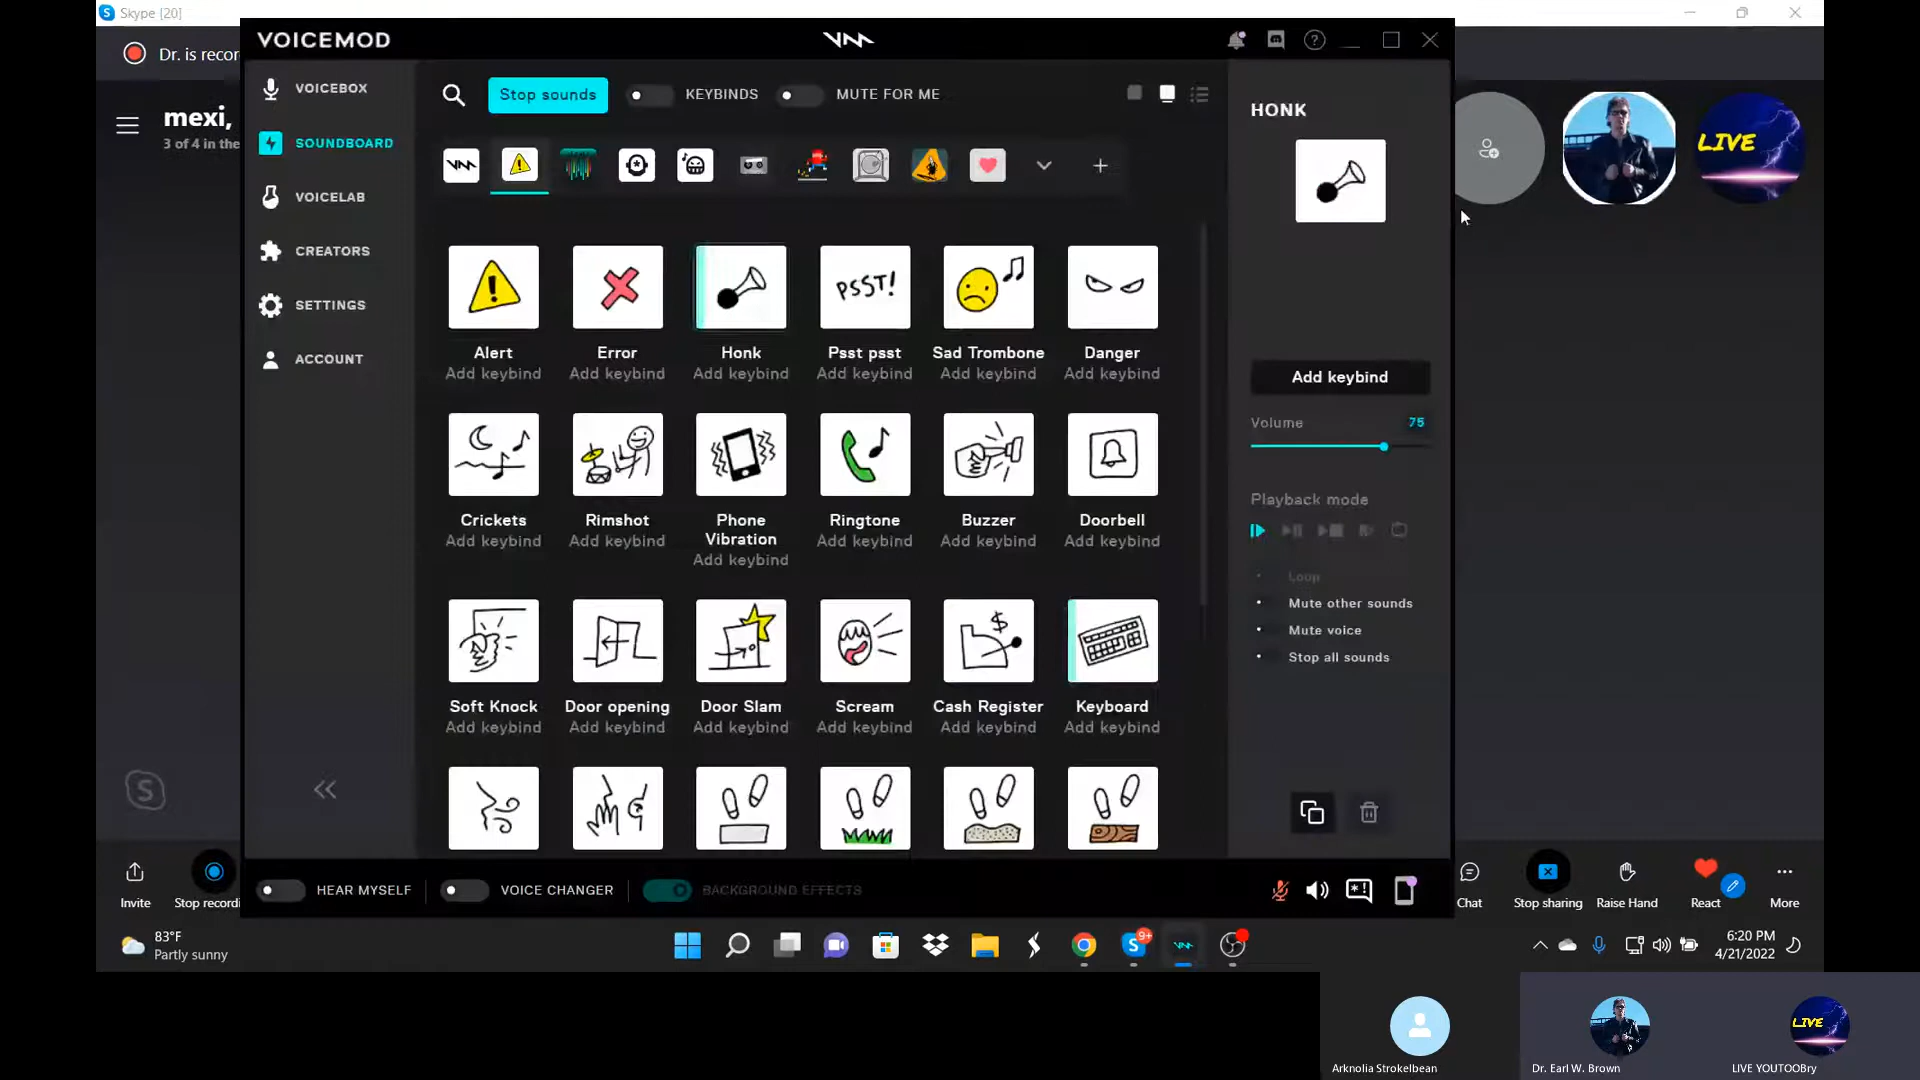 Skype [20]
VOICEMOD
Dr. is recor
mexi,
3 of 4 in the
VOICEBOX
SOUNDBOARD
VOICELAB
CREATORS
SETTINGS
ACCOUNT
Stop sounds
KEYBINDS
MUTE FOR ME
HONK
LIVE
PSST!
Alert
Error
Honk
Psst psst
Sad Trombone
Danger
Add keybind
Add keybind
Add keybind
Add keybind
Add keybind
Add keybind
Add keybind
Volume
75
Crickets
Rimshot
Phone Vibration
Ringtone
Buzzer
Doorbell
Add keybind
Add keybind
Add keybind
Add keybind
Add keybind
Add keybind
Playback mode
Loop
Mute other sounds
Mute voice
Stop all sounds
$
Soft Knock
Door opening
Door Slam
Scream
Cash Register
Keyboard
Add keybind
Add keybind
Add keybind
Add keybind
Add keybind
Add keybind
HEAR MYSELF
VOICE CHANGER
BACKGROUND EFFECTS
Invite
Stop recordi
Chat
Stop sharing
Raise Hand
React
More
83°F
Partly sunny
9+
6:20 PM
4/21/2022
LIVE
Arknolia Strokelbean
Dr. Earl W. Brown
LIVE YOUTOOBry